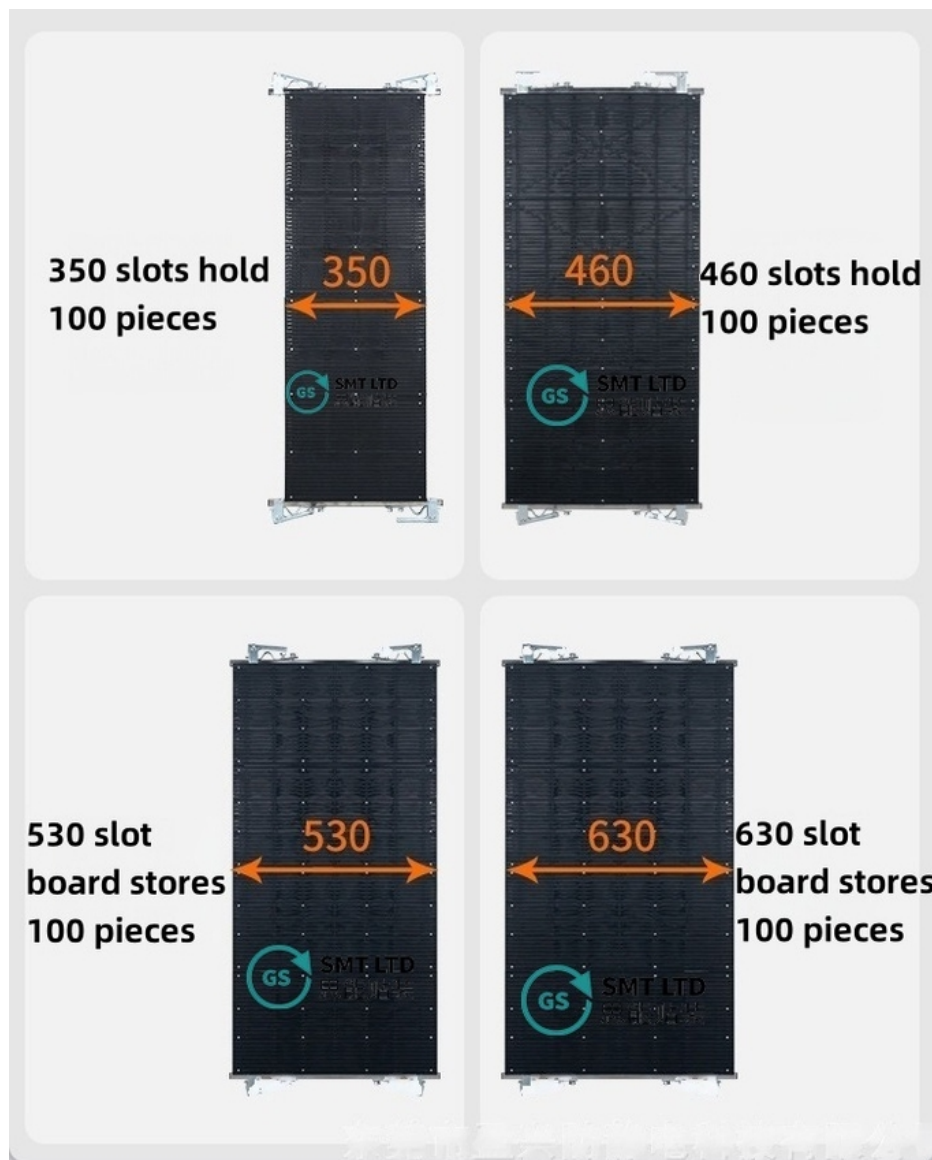 350 slots hold
100 pieces
350
GS
SMT LTD
460
460 slots hold
100 pieces
GS
SMT LTD
530 slot
board stores
100 pieces
530
GS
SMT LTD
630
630 slot
board stores
100 pieces
GS
SMT LTD